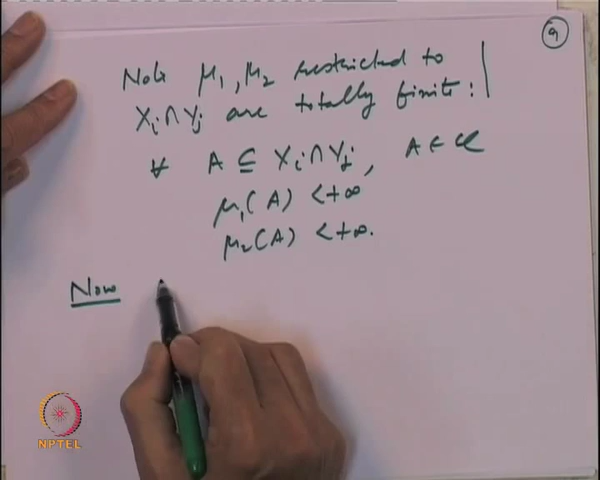 9
Note μ₁, μ₂ restricted to
Xᵢ ∩ Yⱼ are totally finite:
∀ A ⊆ Xᵢ ∩ Yⱼ, A ∈ 𝒞
μ₁(A) < +∞
μ₂(A) < +∞.
Now
NPTEL